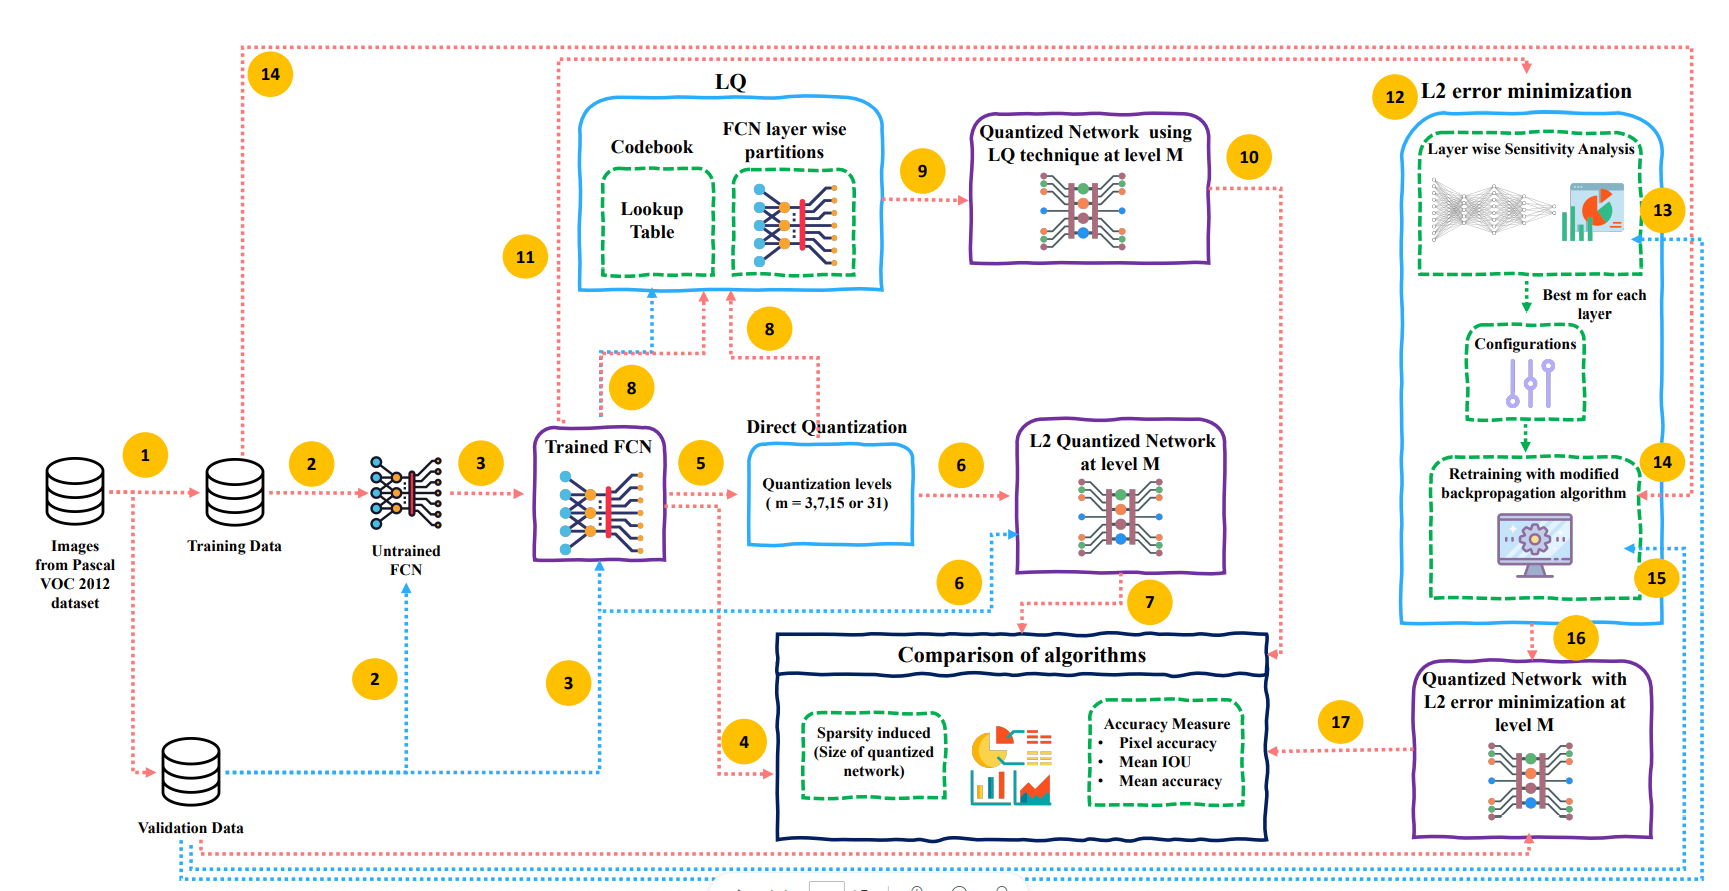 14
LQ
12
L2 error minimization
Codebook
FCN layer wise
partitions
Lookup
Table
9
Quantized Network using
LQ technique at level M
10
Layer wise Sensitivity Analysis
13
11
Best m for each
layer
8
8
Configurations
1
2
3
Trained FCN
5
Direct Quantization
Quantization levels
( m = 3,7,15 or 31)
6
L2 Quantized Network
at level M
14
Retraining with modified
backpropagation algorithm
Images
from Pascal
VOC 2012
dataset
Training Data
Untrained
FCN
6
7
15
16
2
3
4
Comparison of algorithms
Sparsity induced
(Size of quantized
network)
Accuracy Measure
• Pixel accuracy
• Mean IOU
• Mean accuracy
17
Quantized Network with
L2 error minimization at
level M
Validation Data